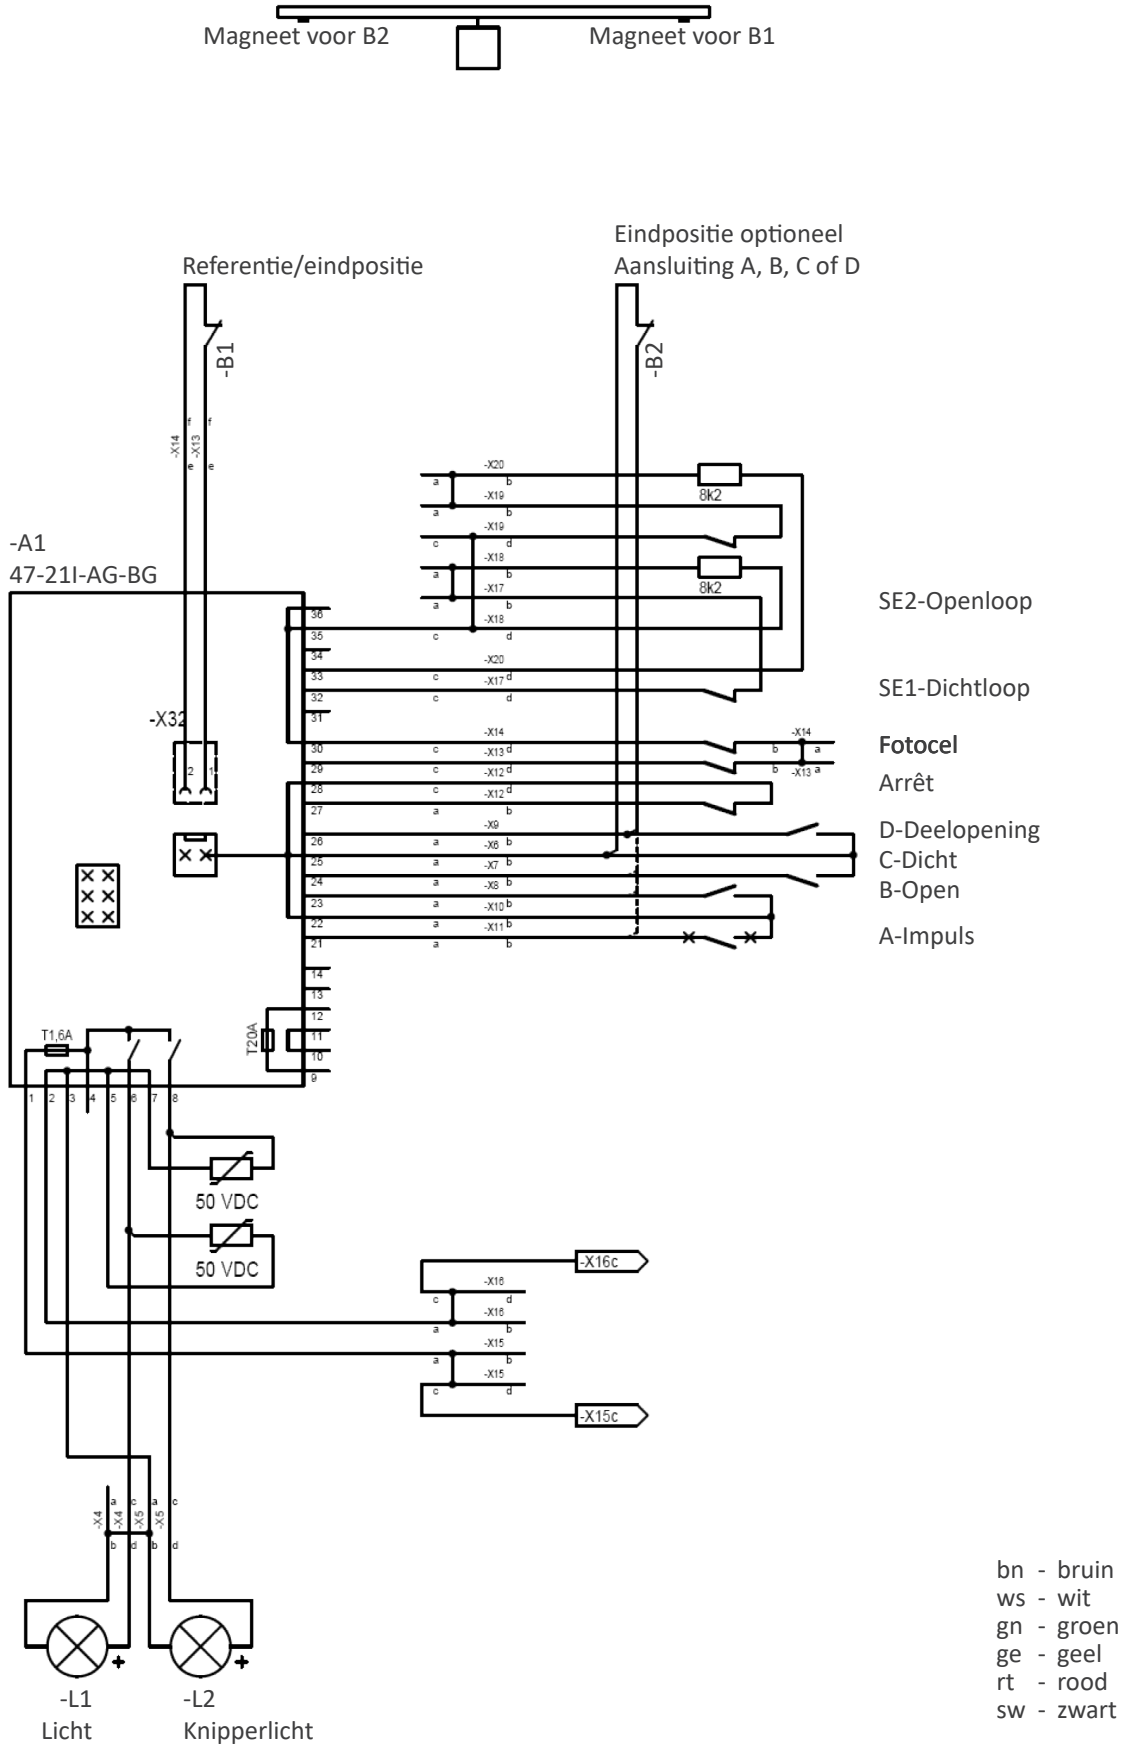 Magneet voor B2
Magneet voor B1
Eindpositie optioneel
Aansluiting A, B, C of D
Referentie/eindpositie
-B1
-B2
f
f
-X14
-X13
e
e
-X20
a
b
8k2
-X19
a
b
-X19
c
d
-X18
a
b
8k2
-X17
a
b
-X18
c
d
-A1
47-21I-AG-BG
36
35
34
33
32
31
-X20
c
d
-X17
c
d
SE2-Openloop
SE1-Dichtloop
-X32
2
1
30
29
28
27
26
25
24
23
22
21
14
13
12
11
10
9
-X14
c
d
-X13
c
d
-X12
c
-X12
a
b
-X14
b
a
b
-X13
a
Fotocel
Arrêt
-X9
a
b
-X6
a
b
-X7
a
b
-X8
a
b
-X10
a
b
-X11
D-Deelopening
C-Dicht
B-Open
A-Impuls
T1,6A
T20A
1
2
3
4
5
6
7
8
50 VDC
50 VDC
-X16c
-X16
c
d
-X16
a
b
-X15
a
b
-X15
c
d
-X15c
a
c
a
c
-X4
-X4
-X5
-X5
b
d
b
d
+
+
-L1
Licht
-L2
Knipperlicht
bn - bruin
ws - wit
gn - groen
ge - geel
rt - rood
sw - zwart